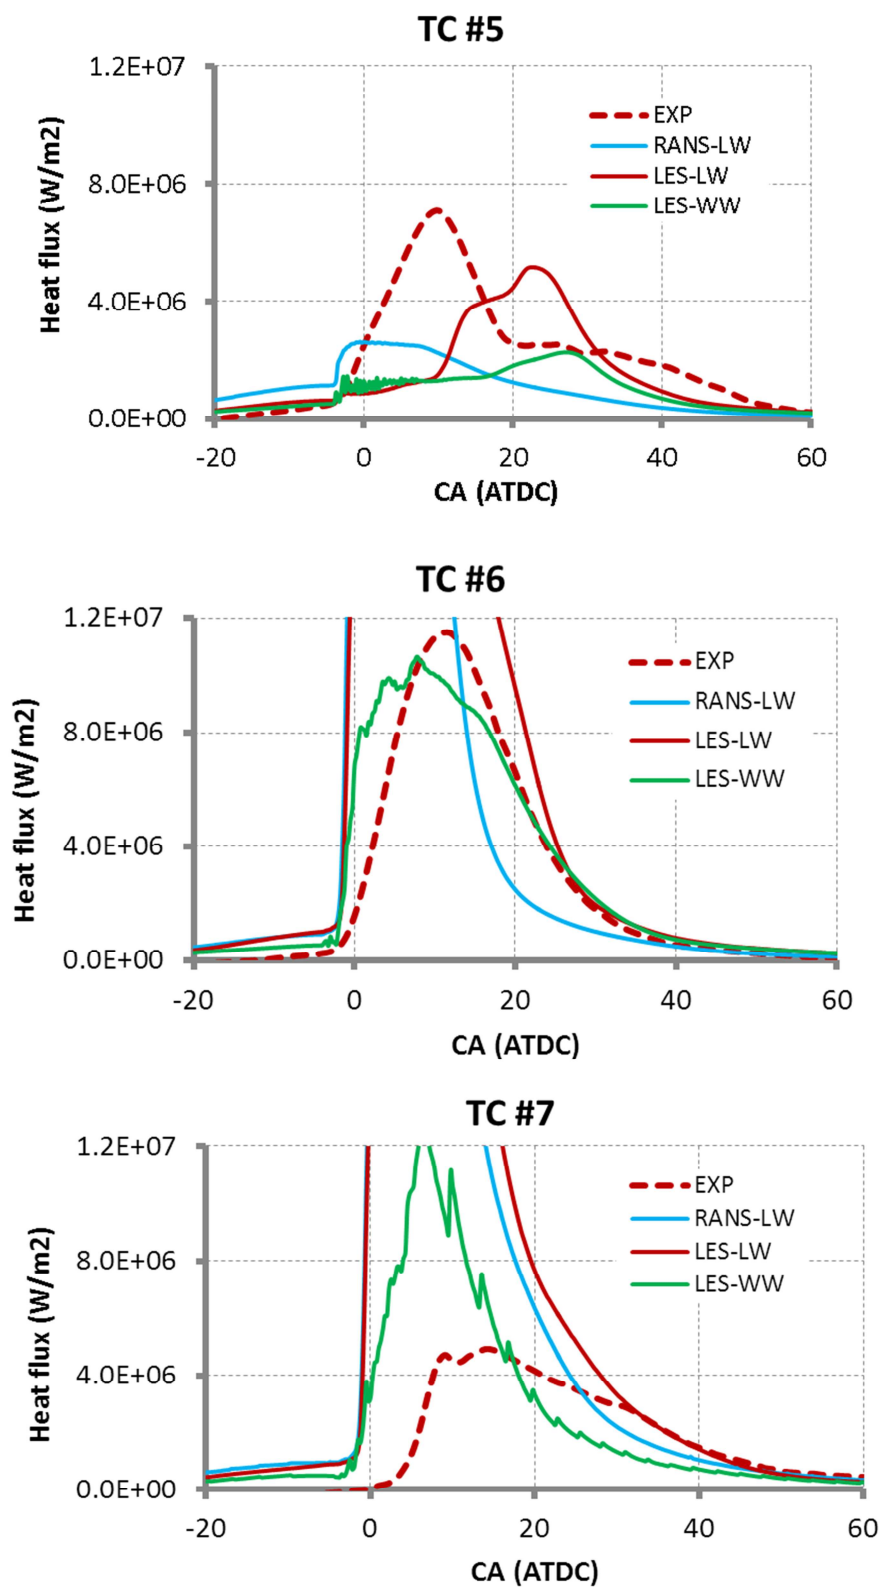 TC #5
1.2E+07
8.0E+06
4.0E+06
0.0E+00
Heat flux (W/m2)
EXP
RANS-LW
LES-LW
LES-WW
-20 0 20 40 60
CA (ATDC)
TC #6
1.2E+07
8.0E+06
4.0E+06
0.0E+00
Heat flux (W/m2)
EXP
RANS-LW
LES-LW
LES-WW
-20 0 20 40 60
CA (ATDC)
TC #7
1.2E+07
8.0E+06
4.0E+06
0.0E+00
Heat flux (W/m2)
EXP
RANS-LW
LES-LW
LES-WW
-20 0 20 40 60
CA (ATDC)